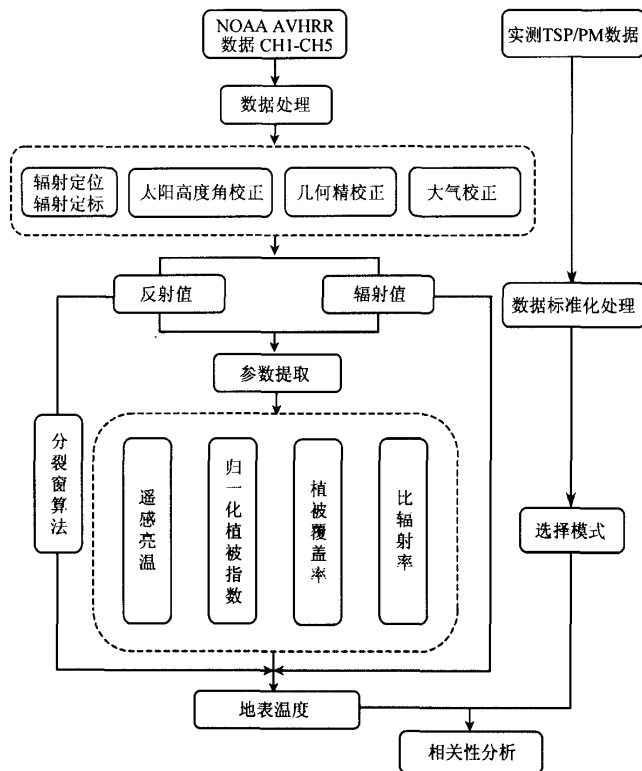 NOAA AVHRR
数据 CH1-CH5
实测TSP/PM数据
数据处理
辐射定位
辐射定标
太阳高度角校正
几何精校正
大气校正
反射值
辐射值
数据标准化处理
参数提取
分裂窗算法
遥感亮温
归一化植被指数
植被覆盖率
比辐射率
选择模式
地表温度
相关性分析